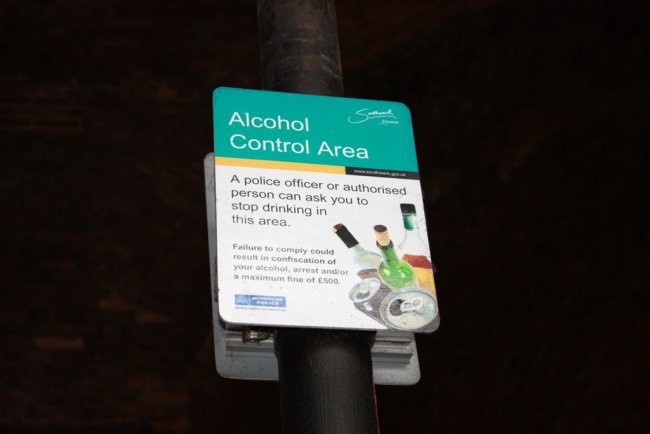 Southwark
Council
Alcohol
Control Area
www.southwark.gov.uk
A police officer or authorised
person can ask you to
stop drinking in
this area.
Failure to comply could
result in confiscation of
your alcohol, arrest and/or
a maximum fine of £500.
METROPOLITAN
POLICE